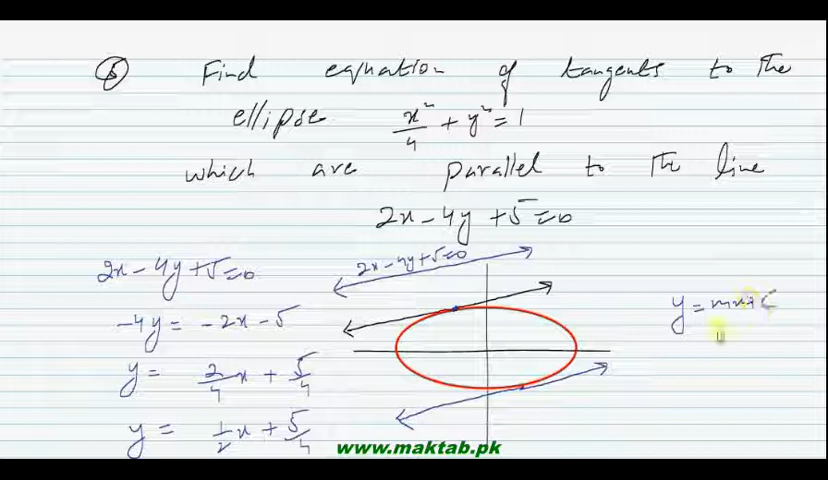 ⑥ Find equation of tangents to the
ellipse x²/4 + y² = 1
which are parallel to the line
2x - 4y + 5 = 0
2x - 4y + 5 = 0
-4y = -2x - 5
y = 2/4 x + 5/4
y = 1/2 x + 5/4
2x - 4y + 5 = 0
y = mx + c
www.maktab.pk